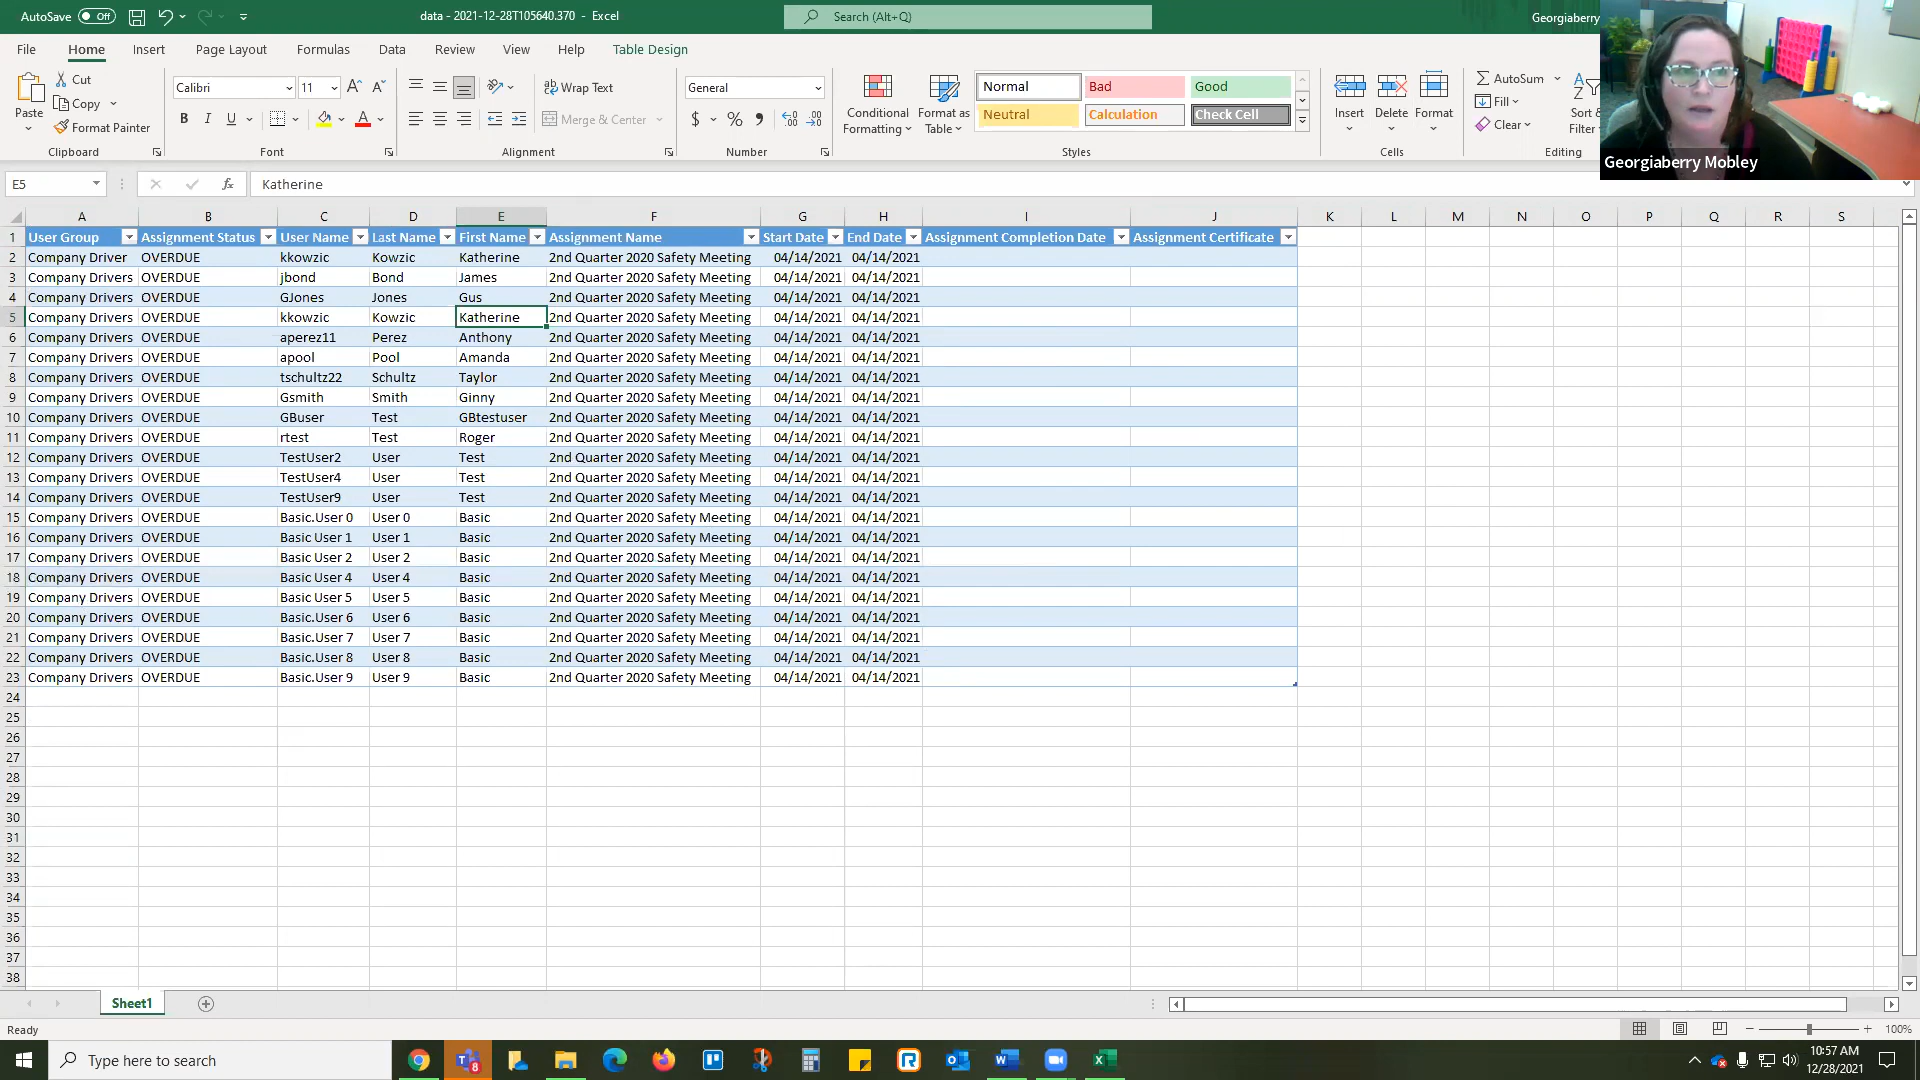 AutoSave Off data - 2021-12-28T105640.370 - Excel Search (Alt+Q) Georgiaberry
File Home Insert Page Layout Formulas Data Review View Help Table Design
Paste Cut Copy Format Painter Clipboard
Calibri 11 A A B I U A Font
Wrap Text Merge & Center Alignment
General $ % Number
Conditional Formatting Format as Table Normal Bad Good Neutral Calculation Check Cell Styles
Insert Delete Format Cells
AutoSum Fill Clear Sort & Filter Editing
Georgiaberry Mobley
E5 fx Katherine
A B C D E F G H I J K L M N O P Q R S
1 User Group Assignment Status User Name Last Name First Name Assignment Name Start Date End Date Assignment Completion Date Assignment Certificate
2 Company Driver OVERDUE kkowzic Kowzic Katherine 2nd Quarter 2020 Safety Meeting 04/14/2021 04/14/2021
3 Company Drivers OVERDUE jbond Bond James 2nd Quarter 2020 Safety Meeting 04/14/2021 04/14/2021
4 Company Drivers OVERDUE GJones Jones Gus 2nd Quarter 2020 Safety Meeting 04/14/2021 04/14/2021
5 Company Drivers OVERDUE kkowzic Kowzic Katherine 2nd Quarter 2020 Safety Meeting 04/14/2021 04/14/2021
6 Company Drivers OVERDUE aperez11 Perez Anthony 2nd Quarter 2020 Safety Meeting 04/14/2021 04/14/2021
7 Company Drivers OVERDUE apool Pool Amanda 2nd Quarter 2020 Safety Meeting 04/14/2021 04/14/2021
8 Company Drivers OVERDUE tschultz22 Schultz Taylor 2nd Quarter 2020 Safety Meeting 04/14/2021 04/14/2021
9 Company Drivers OVERDUE Gsmith Smith Ginny 2nd Quarter 2020 Safety Meeting 04/14/2021 04/14/2021
10 Company Drivers OVERDUE GBuser Test GBtestuser 2nd Quarter 2020 Safety Meeting 04/14/2021 04/14/2021
11 Company Drivers OVERDUE rtest Test Roger 2nd Quarter 2020 Safety Meeting 04/14/2021 04/14/2021
12 Company Drivers OVERDUE TestUser2 User Test 2nd Quarter 2020 Safety Meeting 04/14/2021 04/14/2021
13 Company Drivers OVERDUE TestUser4 User Test 2nd Quarter 2020 Safety Meeting 04/14/2021 04/14/2021
14 Company Drivers OVERDUE TestUser9 User Test 2nd Quarter 2020 Safety Meeting 04/14/2021 04/14/2021
15 Company Drivers OVERDUE Basic.User 0 User 0 Basic 2nd Quarter 2020 Safety Meeting 04/14/2021 04/14/2021
16 Company Drivers OVERDUE Basic User 1 User 1 Basic 2nd Quarter 2020 Safety Meeting 04/14/2021 04/14/2021
17 Company Drivers OVERDUE Basic User 2 User 2 Basic 2nd Quarter 2020 Safety Meeting 04/14/2021 04/14/2021
18 Company Drivers OVERDUE Basic User 4 User 4 Basic 2nd Quarter 2020 Safety Meeting 04/14/2021 04/14/2021
19 Company Drivers OVERDUE Basic User 5 User 5 Basic 2nd Quarter 2020 Safety Meeting 04/14/2021 04/14/2021
20 Company Drivers OVERDUE Basic.User 6 User 6 Basic 2nd Quarter 2020 Safety Meeting 04/14/2021 04/14/2021
21 Company Drivers OVERDUE Basic.User 7 User 7 Basic 2nd Quarter 2020 Safety Meeting 04/14/2021 04/14/2021
22 Company Drivers OVERDUE Basic.User 8 User 8 Basic 2nd Quarter 2020 Safety Meeting 04/14/2021 04/14/2021
23 Company Drivers OVERDUE Basic.User 9 User 9 Basic 2nd Quarter 2020 Safety Meeting 04/14/2021 04/14/2021
24
25
26
27
28
29
30
31
32
33
34
35
36
37
38
Sheet1
Ready 100%
Type here to search 10:57 AM
12/28/2021